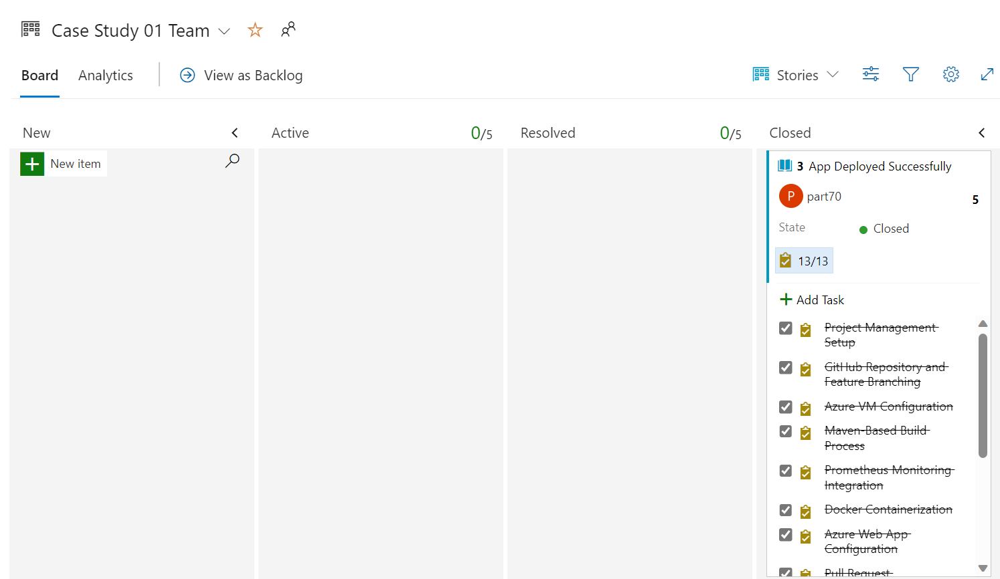 Case Study 01 Team
Board Analytics View as Backlog Stories
New Active 0/5 Resolved 0/5 Closed
New item
3 App Deployed Successfully
P part70 5
State Closed
13/13
Add Task
Project Management
Setup
GitHub Repository and
Feature Branching
Azure VM Configuration
Maven-Based Build
Process
Prometheus Monitoring
Integration
Docker Containerization
Azure Web App
Configuration
Pull Request